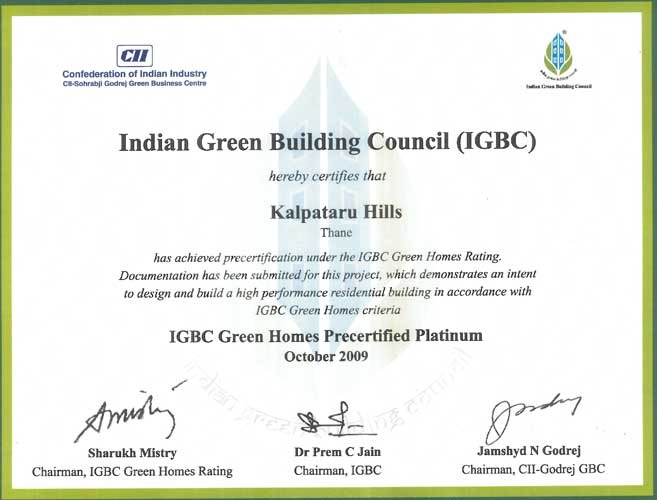 CII
Confederation of Indian Industry
CII-Sohrabji Godrej Green Business Centre
Indian Green Building Council
Indian Green Building Council (IGBC)
hereby certifies that
Kalpataru Hills
Thane
has achieved precertification under the IGBC Green Homes Rating.
Documentation has been submitted for this project, which demonstrates an intent
to design and build a high performance residential building in accordance with
IGBC Green Homes criteria
IGBC Green Homes Precertified Platinum
October 2009
indian green building council
Sharukh Mistry
Chairman, IGBC Green Homes Rating
Dr Prem C Jain
Chairman, IGBC
Jamshyd N Godrej
Chairman, CII-Godrej GBC